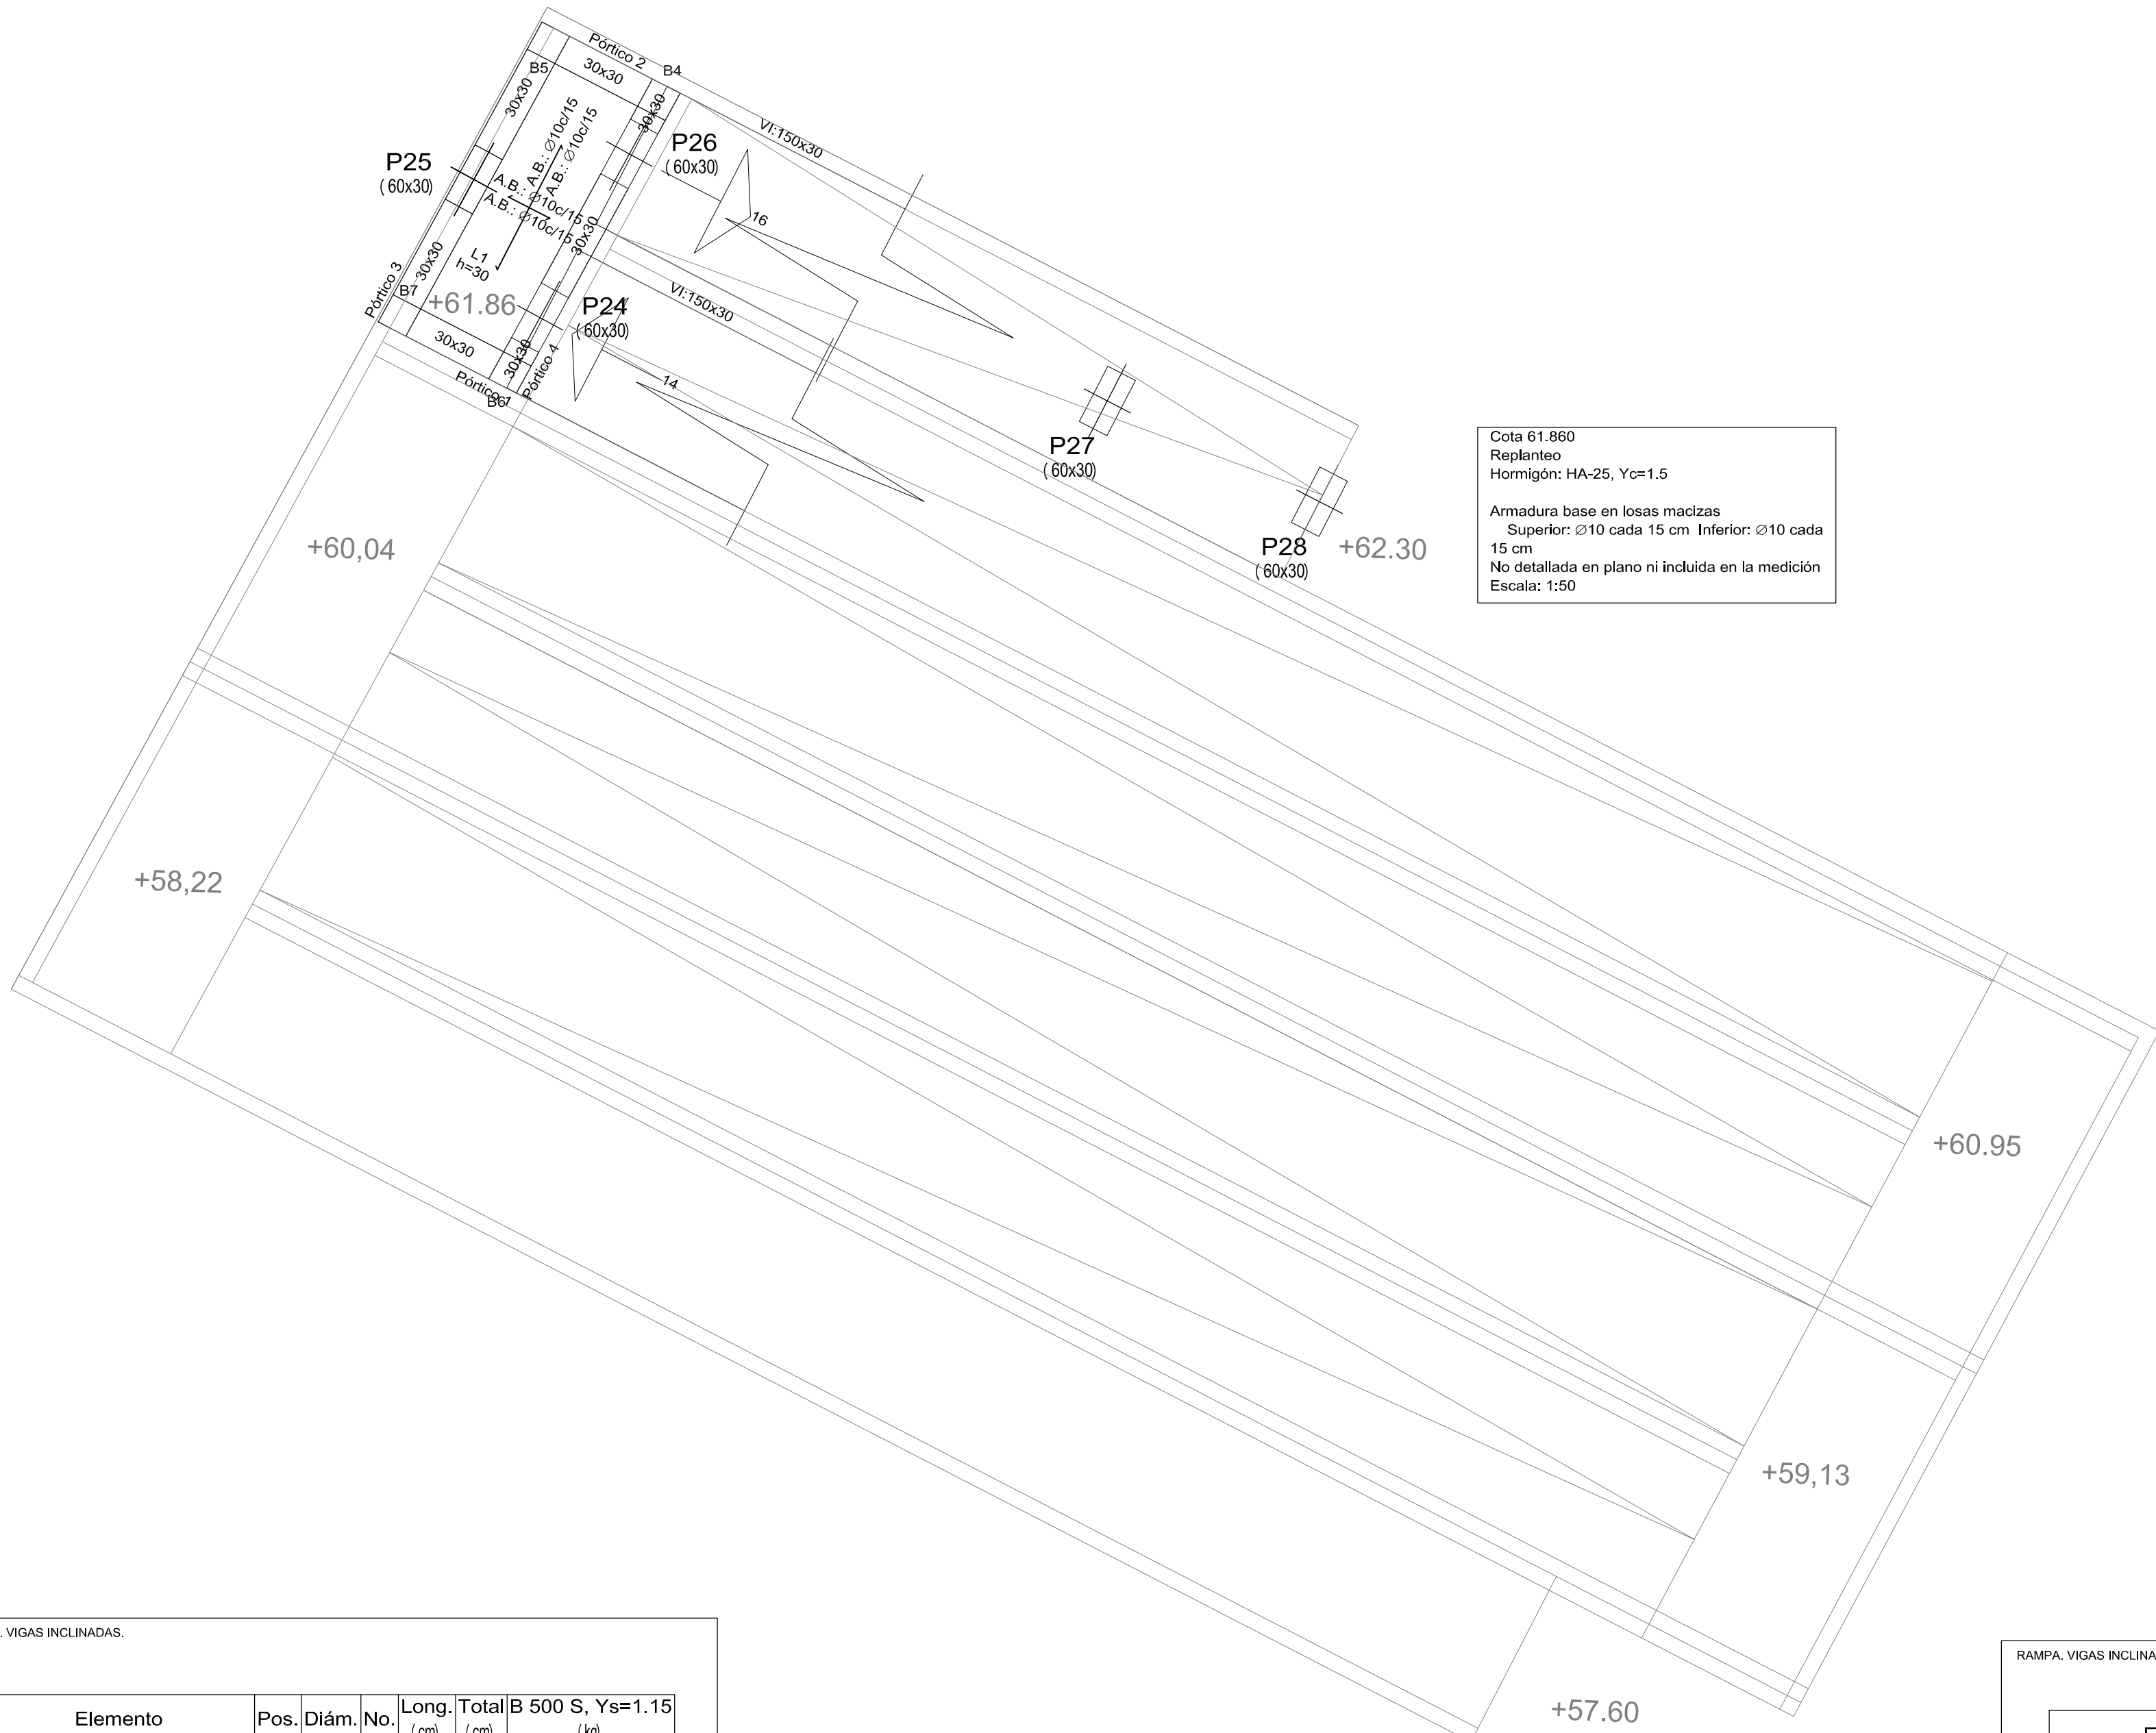 Pórtico 2
B4
B5
30x30
30x30
30x30
VI:150x30
P26
(60x30)
P25
(60x30)
A.B.: Ø10c/15
A.B.: Ø10c/15
A.B.: Ø10c/15
A.B.: Ø10c/15
16
30x30
30x30
L1
h=30
Pórtico 3
B7
+61.86
VI:150x30
P24
(60x30)
30x30
30x30
Pórtico 4
Pórtico 1
B6
14
P27
(60x30)
P28
(60x30)
+62.30
Cota 61.860
Replanteo
Hormigón: HA-25, Yc=1.5
Armadura base en losas macizas
Superior: Ø10 cada 15 cm Inferior: Ø10 cada
15 cm
No detallada en plano ni incluida en la medición
Escala: 1:50
+60,04
+58,22
+60.95
+59,13
+57.60
. VIGAS INCLINADAS.
Elemento Pos. Diám. No. Long. Total B 500 S, Ys=1.15
(cm) (cm) (kg)
RAMPA. VIGAS INCLINA